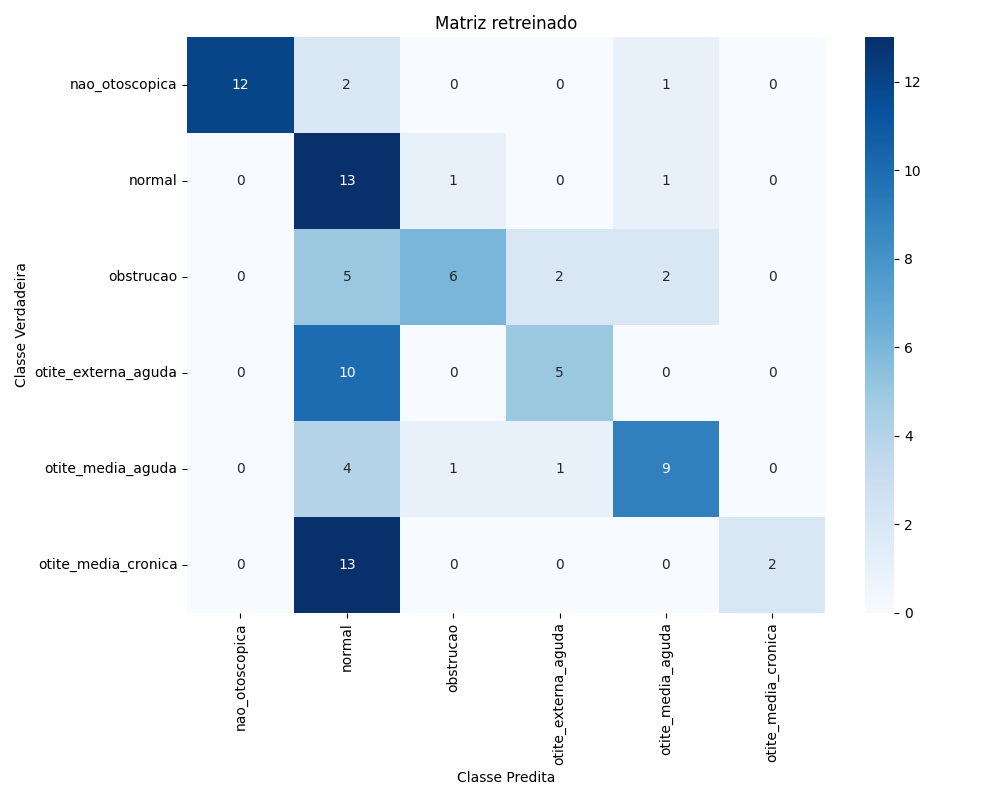 Matriz retreinado
Classe Verdadeira
nao_otoscopica 12 2 0 0 1 0
normal 0 13 1 0 1 0
obstrucao 0 5 6 2 2 0
otite_externa_aguda 0 10 0 5 0 0
otite_media_aguda 0 4 1 1 9 0
otite_media_cronica 0 13 0 0 0 2
nao_otoscopica
normal
obstrucao
otite_externa_aguda
otite_media_aguda
otite_media_cronica
Classe Predita
12
10
8
6
4
2
0